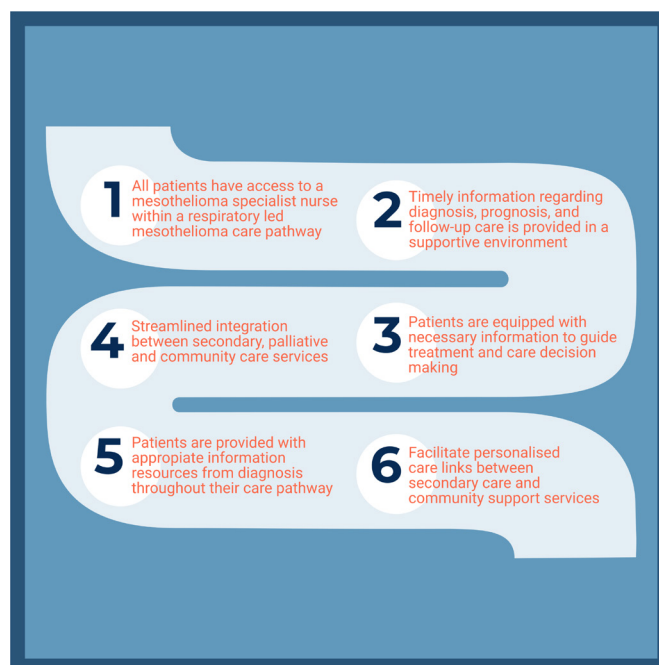 1
All patients have access to a
mesothelioma specialist nurse
within a respiratory led
mesothelioma care pathway
2
Timely information regarding
diagnosis, prognosis, and
follow-up care is provided in a
supportive environment
3
Patients are equipped with
necessary information to guide
treatment and care decision
making
4
Streamlined integration
between secondary, palliative
and community care services
5
Patients are provided with
appropiate information
resources from diagnosis
throughout their care pathway
6
Facilitate personalised
care links between
secondary care and
community support services